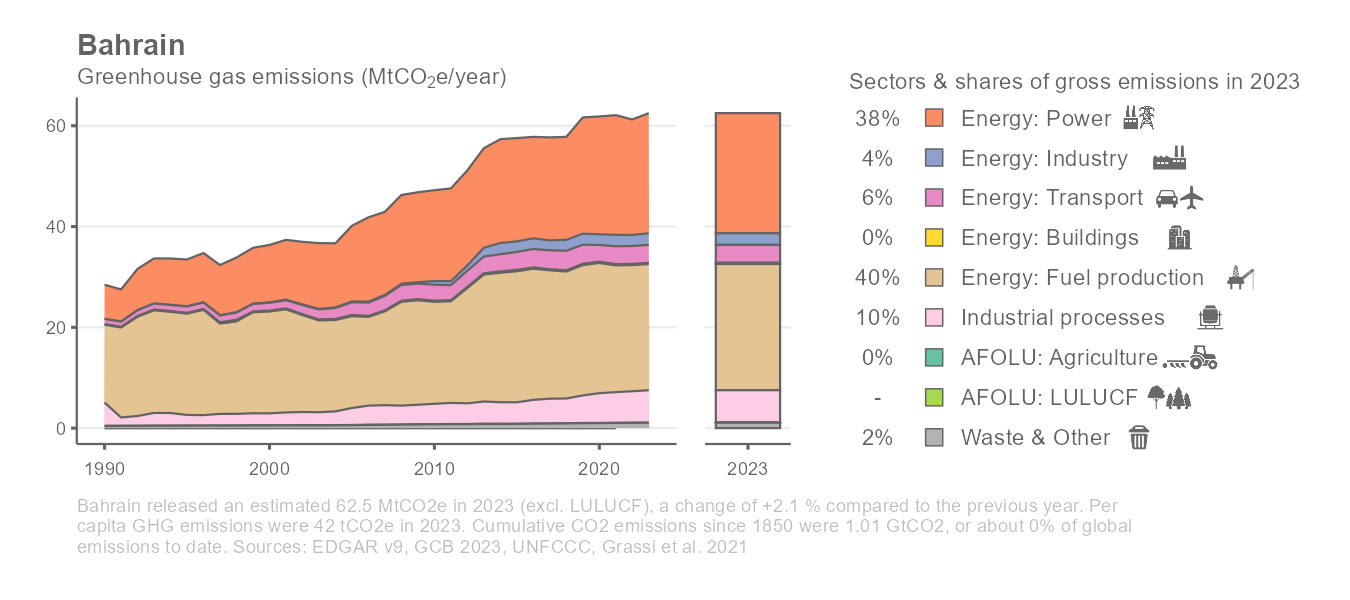 Bahrain
Greenhouse gas emissions (MtCO₂e/year)
60
40
20
0
1990
2000
2010
2020
2023
Sectors & shares of gross emissions in 2023
38% Energy: Power
4% Energy: Industry
6% Energy: Transport
0% Energy: Buildings
40% Energy: Fuel production
10% Industrial processes
0% AFOLU: Agriculture
- AFOLU: LULUCF
2% Waste & Other
Bahrain released an estimated 62.5 MtCO2e in 2023 (excl. LULUCF), a change of +2.1 % compared to the previous year. Per
capita GHG emissions were 42 tCO2e in 2023. Cumulative CO2 emissions since 1850 were 1.01 GtCO2, or about 0% of global
emissions to date. Sources: EDGAR v9, GCB 2023, UNFCCC, Grassi et al. 2021